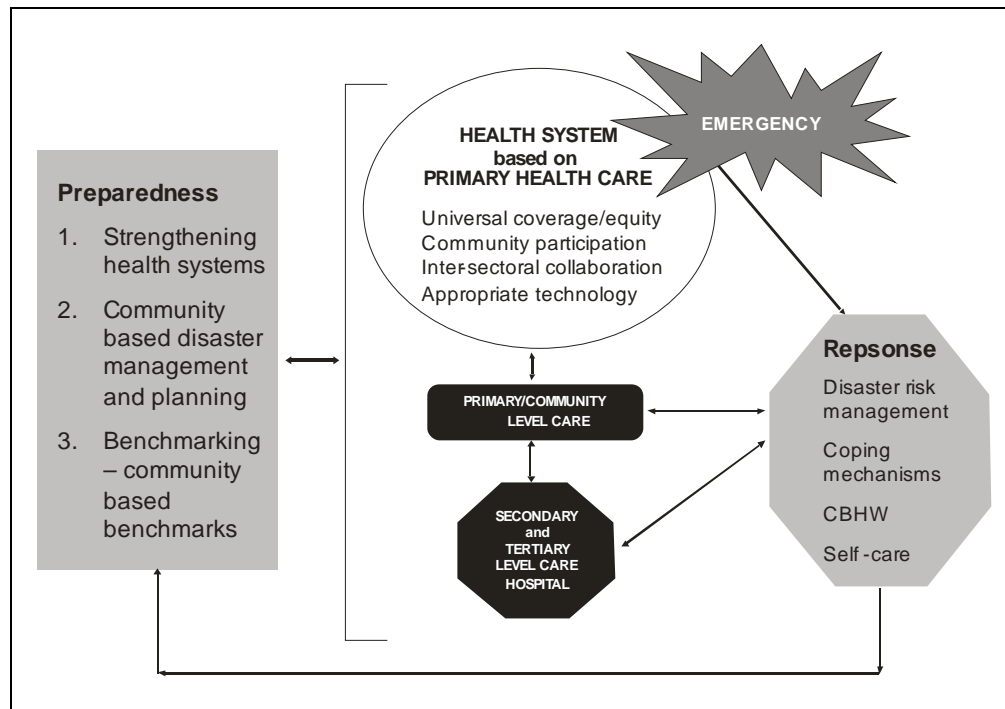 EMERGENCY
HEALTH SYSTEM
based on
PRIMARY HEALTH CARE
Universal coverage/equity
Community participation
Inter-sectoral collaboration
Appropriate technology
Preparedness
1. Strengthening
health systems
2. Community
based disaster
management
and planning
3. Benchmarking
– community
based
benchmarks
PRIMARY/COMMUNITY
LEVEL CARE
SECONDARY
and
TERTIARY
LEVEL CARE
HOSPITAL
Repsonse
Disaster risk
management
Coping
mechanisms
CBHW
Self-care